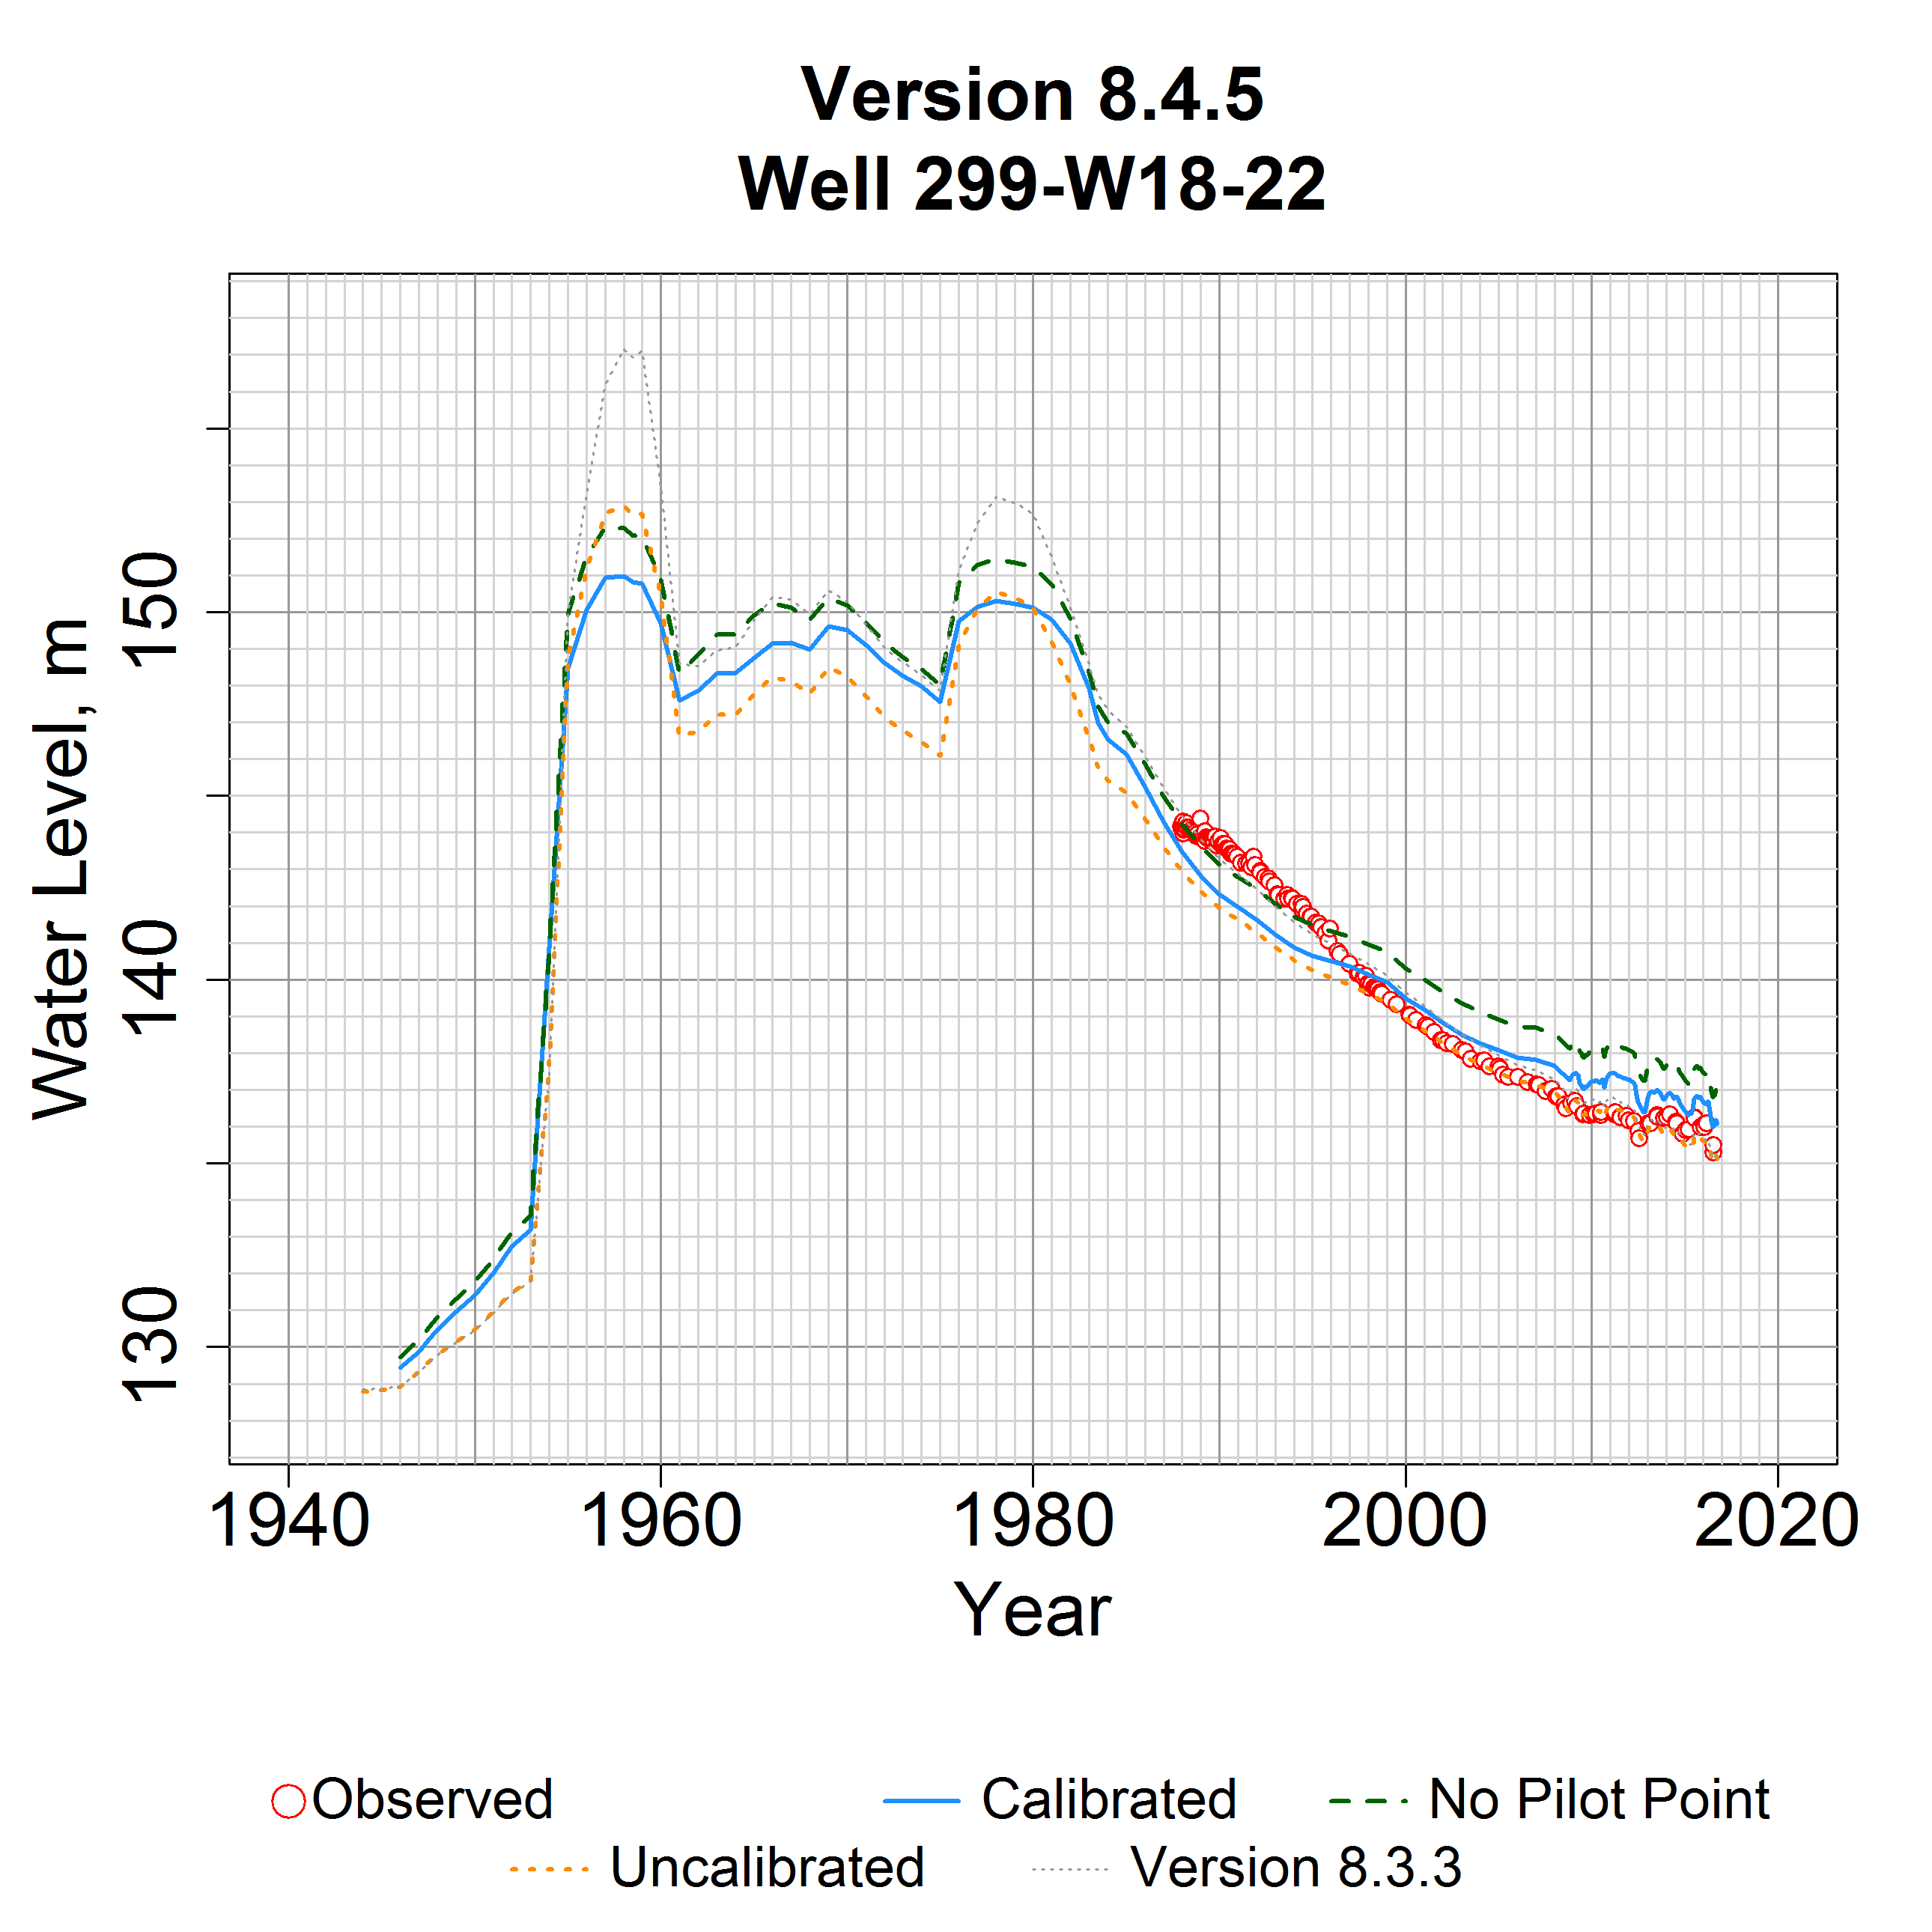 Version 8.4.5
Well 299-W18-22
Water Level, m
150
140
130
1940 1960 1980 2000 2020
Year
Observed Calibrated No Pilot Point
Uncalibrated Version 8.3.3